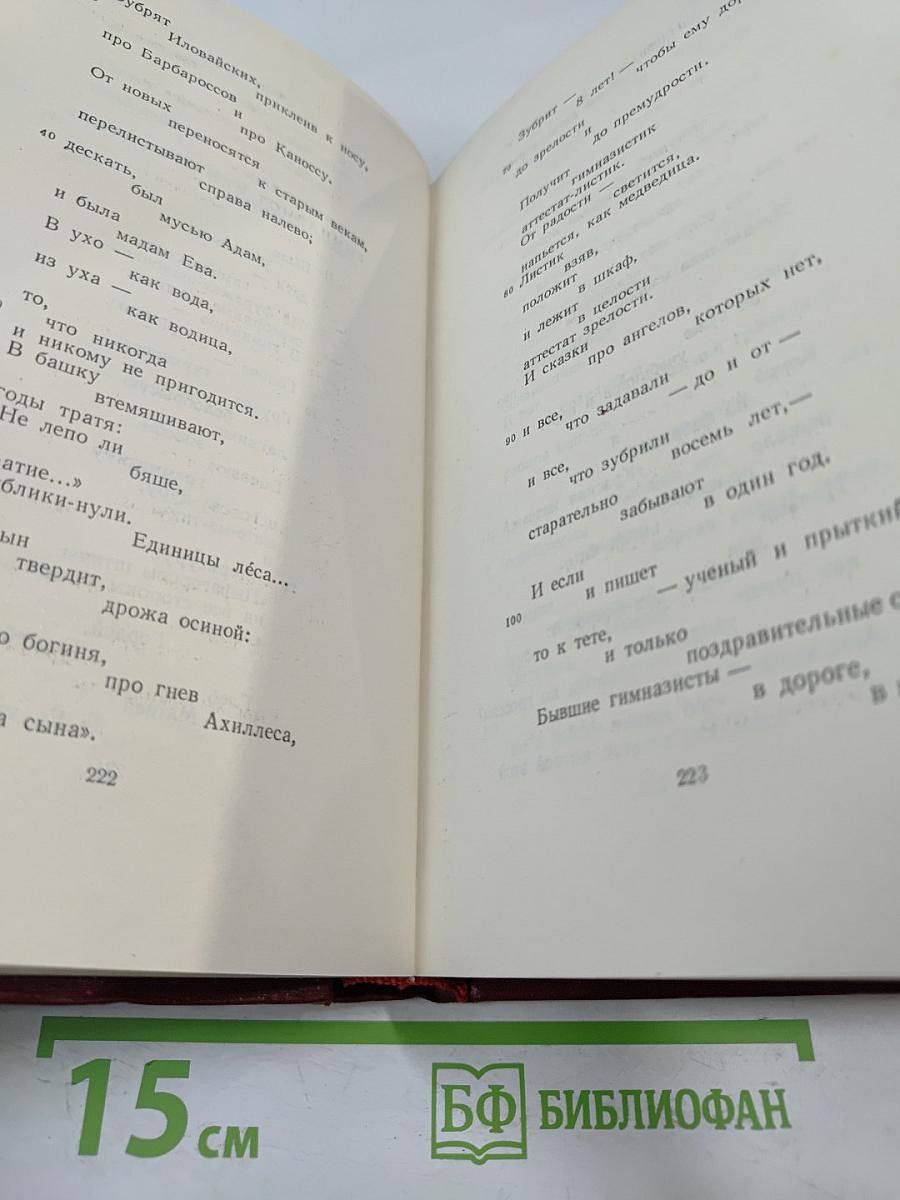 Зубрят
Иловайских,
приклеив к носу,
про Барбароссов
и
про Каноссу.
От новых
переносятся
к старым векам,
перелистывают
справа налево;
40 дескать,
был
мусью Адам,
и была
мадам Ева.
В ухо —
как вода,
из уха —
как водица,
то,
что никогда
и никому не пригодится.
В башку
втемяшивают,
годы тратя:
Не лепо ли
бяше,
атие...»
блики-нули.
Единицы ле́са...
ын
твердит,
дрожа осиной:
о богиня,
про гнев
Ахиллеса,
а сына».
222
Зубрит —
8 лет! —
чтобы ему до
70 до зрелости
и
до премудрости.
Получит
гимназистик
аттестат-листик.
От радости —
светится,
напьется, как медведица.
80 Листик
взяв,
положит
в шкаф,
и лежит
в целости
аттестат зрелости.
И сказки
про ангелов,
которых нет,
90 и все,
что задавали
— до и от —
и все,
что зубрили
восемь лет,—
старательно
забывают
в один год.
И если
и пишет
— ученый и прыткий
100
то к тете,
и только
поздравительные о
Бывшие гимназисты —
в дороге,
в
223
15 см
БФ БИБЛИОФАН